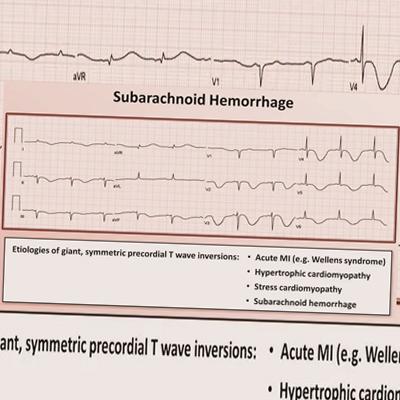 aVR
V1
V4
Subarachnoid Hemorrhage
I
aVR
V1
V4
II
aVL
V2
V5
III
aVF
V3
V6
Etiologies of giant, symmetric precordial T wave inversions:
• Acute MI (e.g. Wellens syndrome)
• Hypertrophic cardiomyopathy
• Stress cardiomyopathy
• Subarachnoid hemorrhage
ant, symmetric precordial T wave inversions:
• Acute MI (e.g. Welle
• Hypertrophic cardion